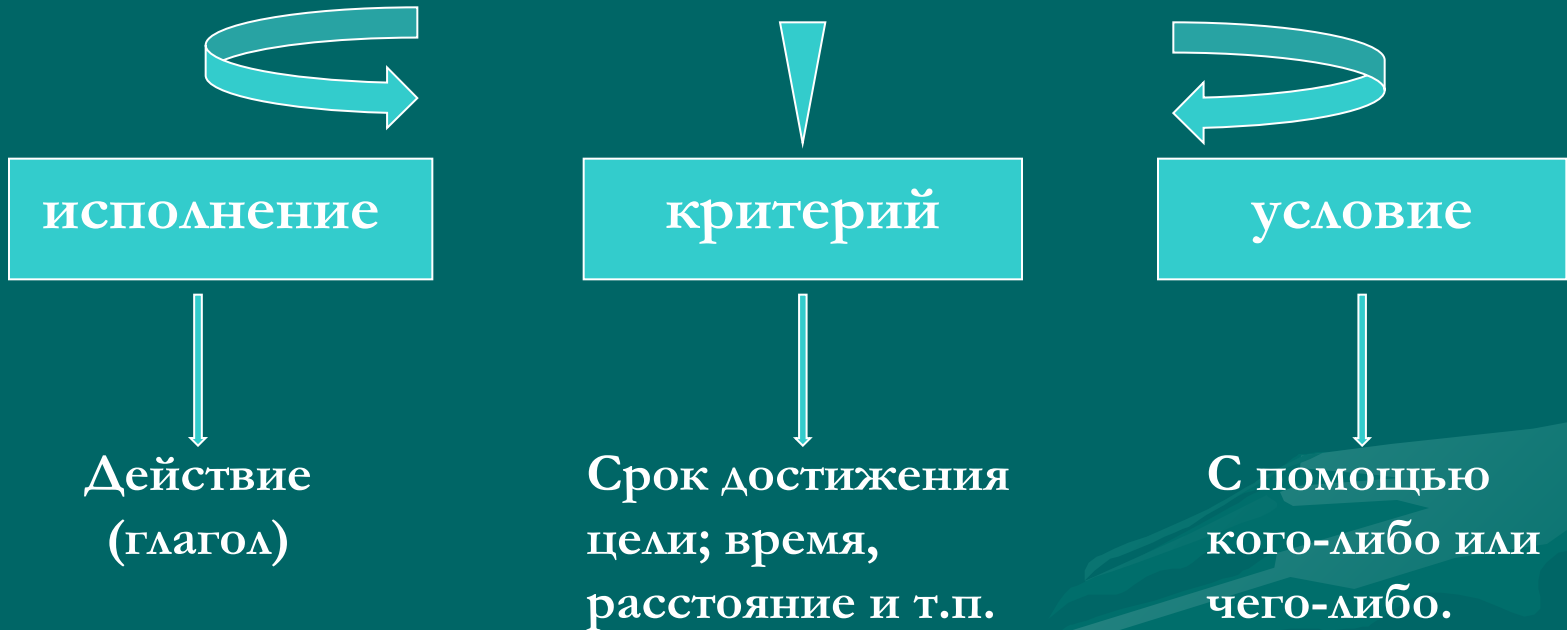 исполнение
критерий
условие
Действие
(глагол)
Срок достижения
цели; время,
расстояние и т.п.
С помощью
кого-либо или
чего-либо.